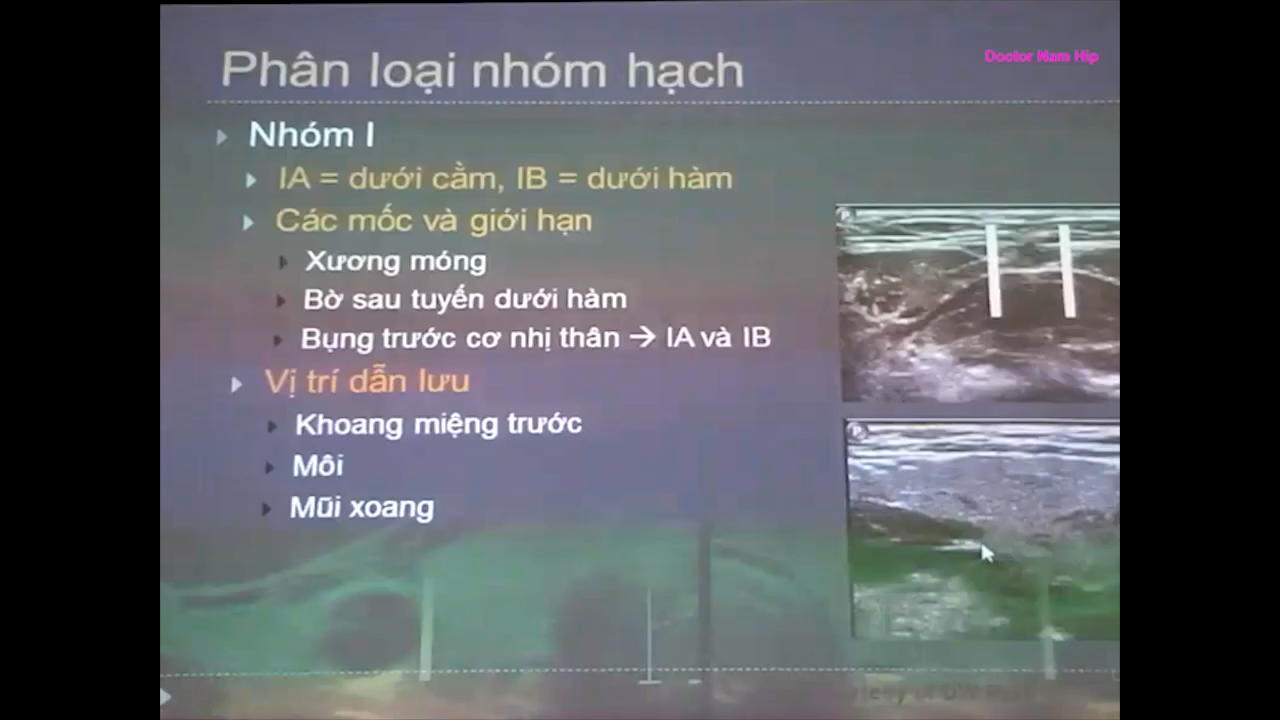 Phân loại nhóm hạch
Doctor Nam Hip
Nhóm I
IA = dưới cằm, IB = dưới hàm
Các mốc và giới hạn
Xương móng
Bờ sau tuyến dưới hàm
Bụng trước cơ nhị thân → IA và IB
Vị trí dẫn lưu
Khoang miệng trước
Môi
Mũi xoang